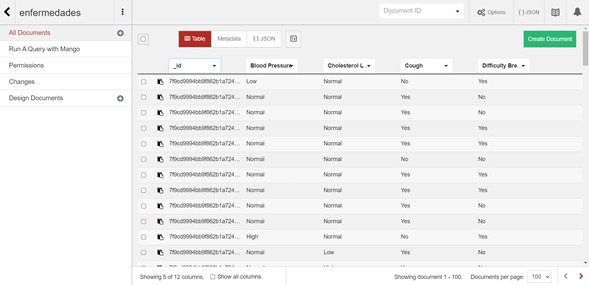 enfermedades
Document ID
Options
{ } JSON
All Documents
Run A Query with Mango
Permissions
Changes
Design Documents
Table
Metadata
{ } JSON
Create Document
_id Blood Pressure Cholesterol L... Cough Difficulty Bre...
7f9cd9994bb9f862b1a724... Low Normal No Yes
7f9cd9994bb9f862b1a724... Normal Normal Yes No
7f9cd9994bb9f862b1a724... Normal Normal Yes No
7f9cd9994bb9f862b1a724... Normal Normal Yes Yes
7f9cd9994bb9f862b1a724... Normal Normal Yes Yes
7f9cd9994bb9f862b1a724... Normal Normal No No
7f9cd9994bb9f862b1a724... Normal Normal Yes Yes
7f9cd9994bb9f862b1a724... Normal Normal Yes Yes
7f9cd9994bb9f862b1a724... Normal Normal Yes No
7f9cd9994bb9f862b1a724... Normal Normal Yes No
7f9cd9994bb9f862b1a724... High Normal No Yes
7f9cd9994bb9f862b1a724... Normal Low Yes No
Showing 5 of 12 columns.
Show all columns.
Showing document 1 - 100.
Documents per page:
100